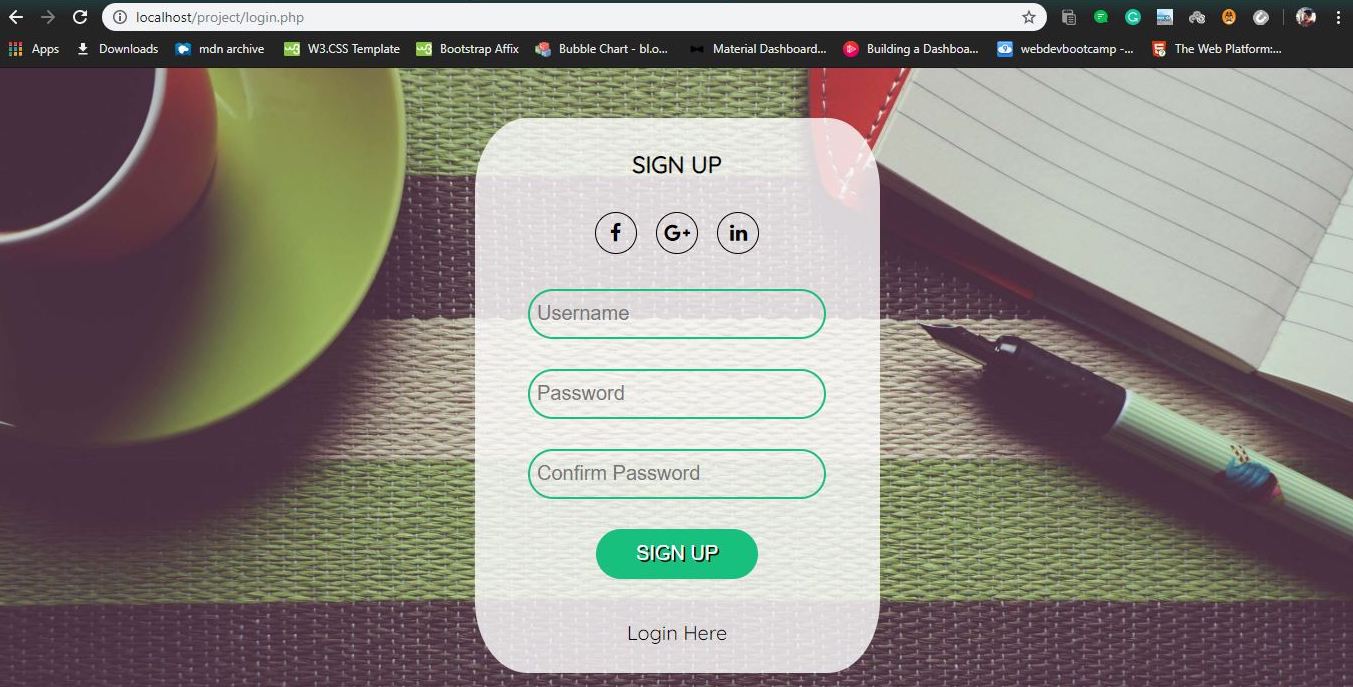 localhost/project/login.php
Apps Downloads mdn archive W3.CSS Template Bootstrap Affix Bubble Chart - bl.o... Material Dashboard... Building a Dashboa... webdevbootcamp -... The Web Platform:...
SIGN UP
f G+ in
Username
Password
Confirm Password
SIGN UP
Login Here